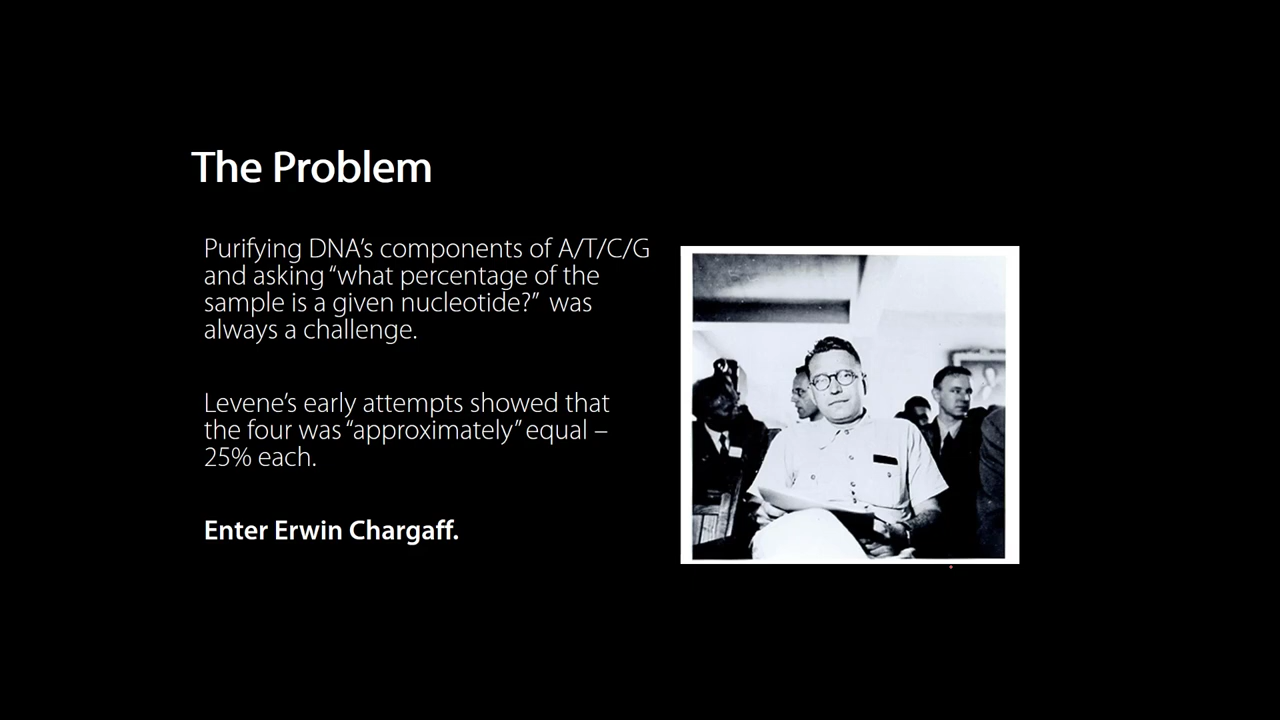 The Problem
Purifying DNA’s components of A/T/C/G
and asking “what percentage of the
sample is a given nucleotide?”  was
always a challenge.
Levene’s early attempts showed that
the four was “approximately” equal –
25% each.
Enter Erwin Chargaff.